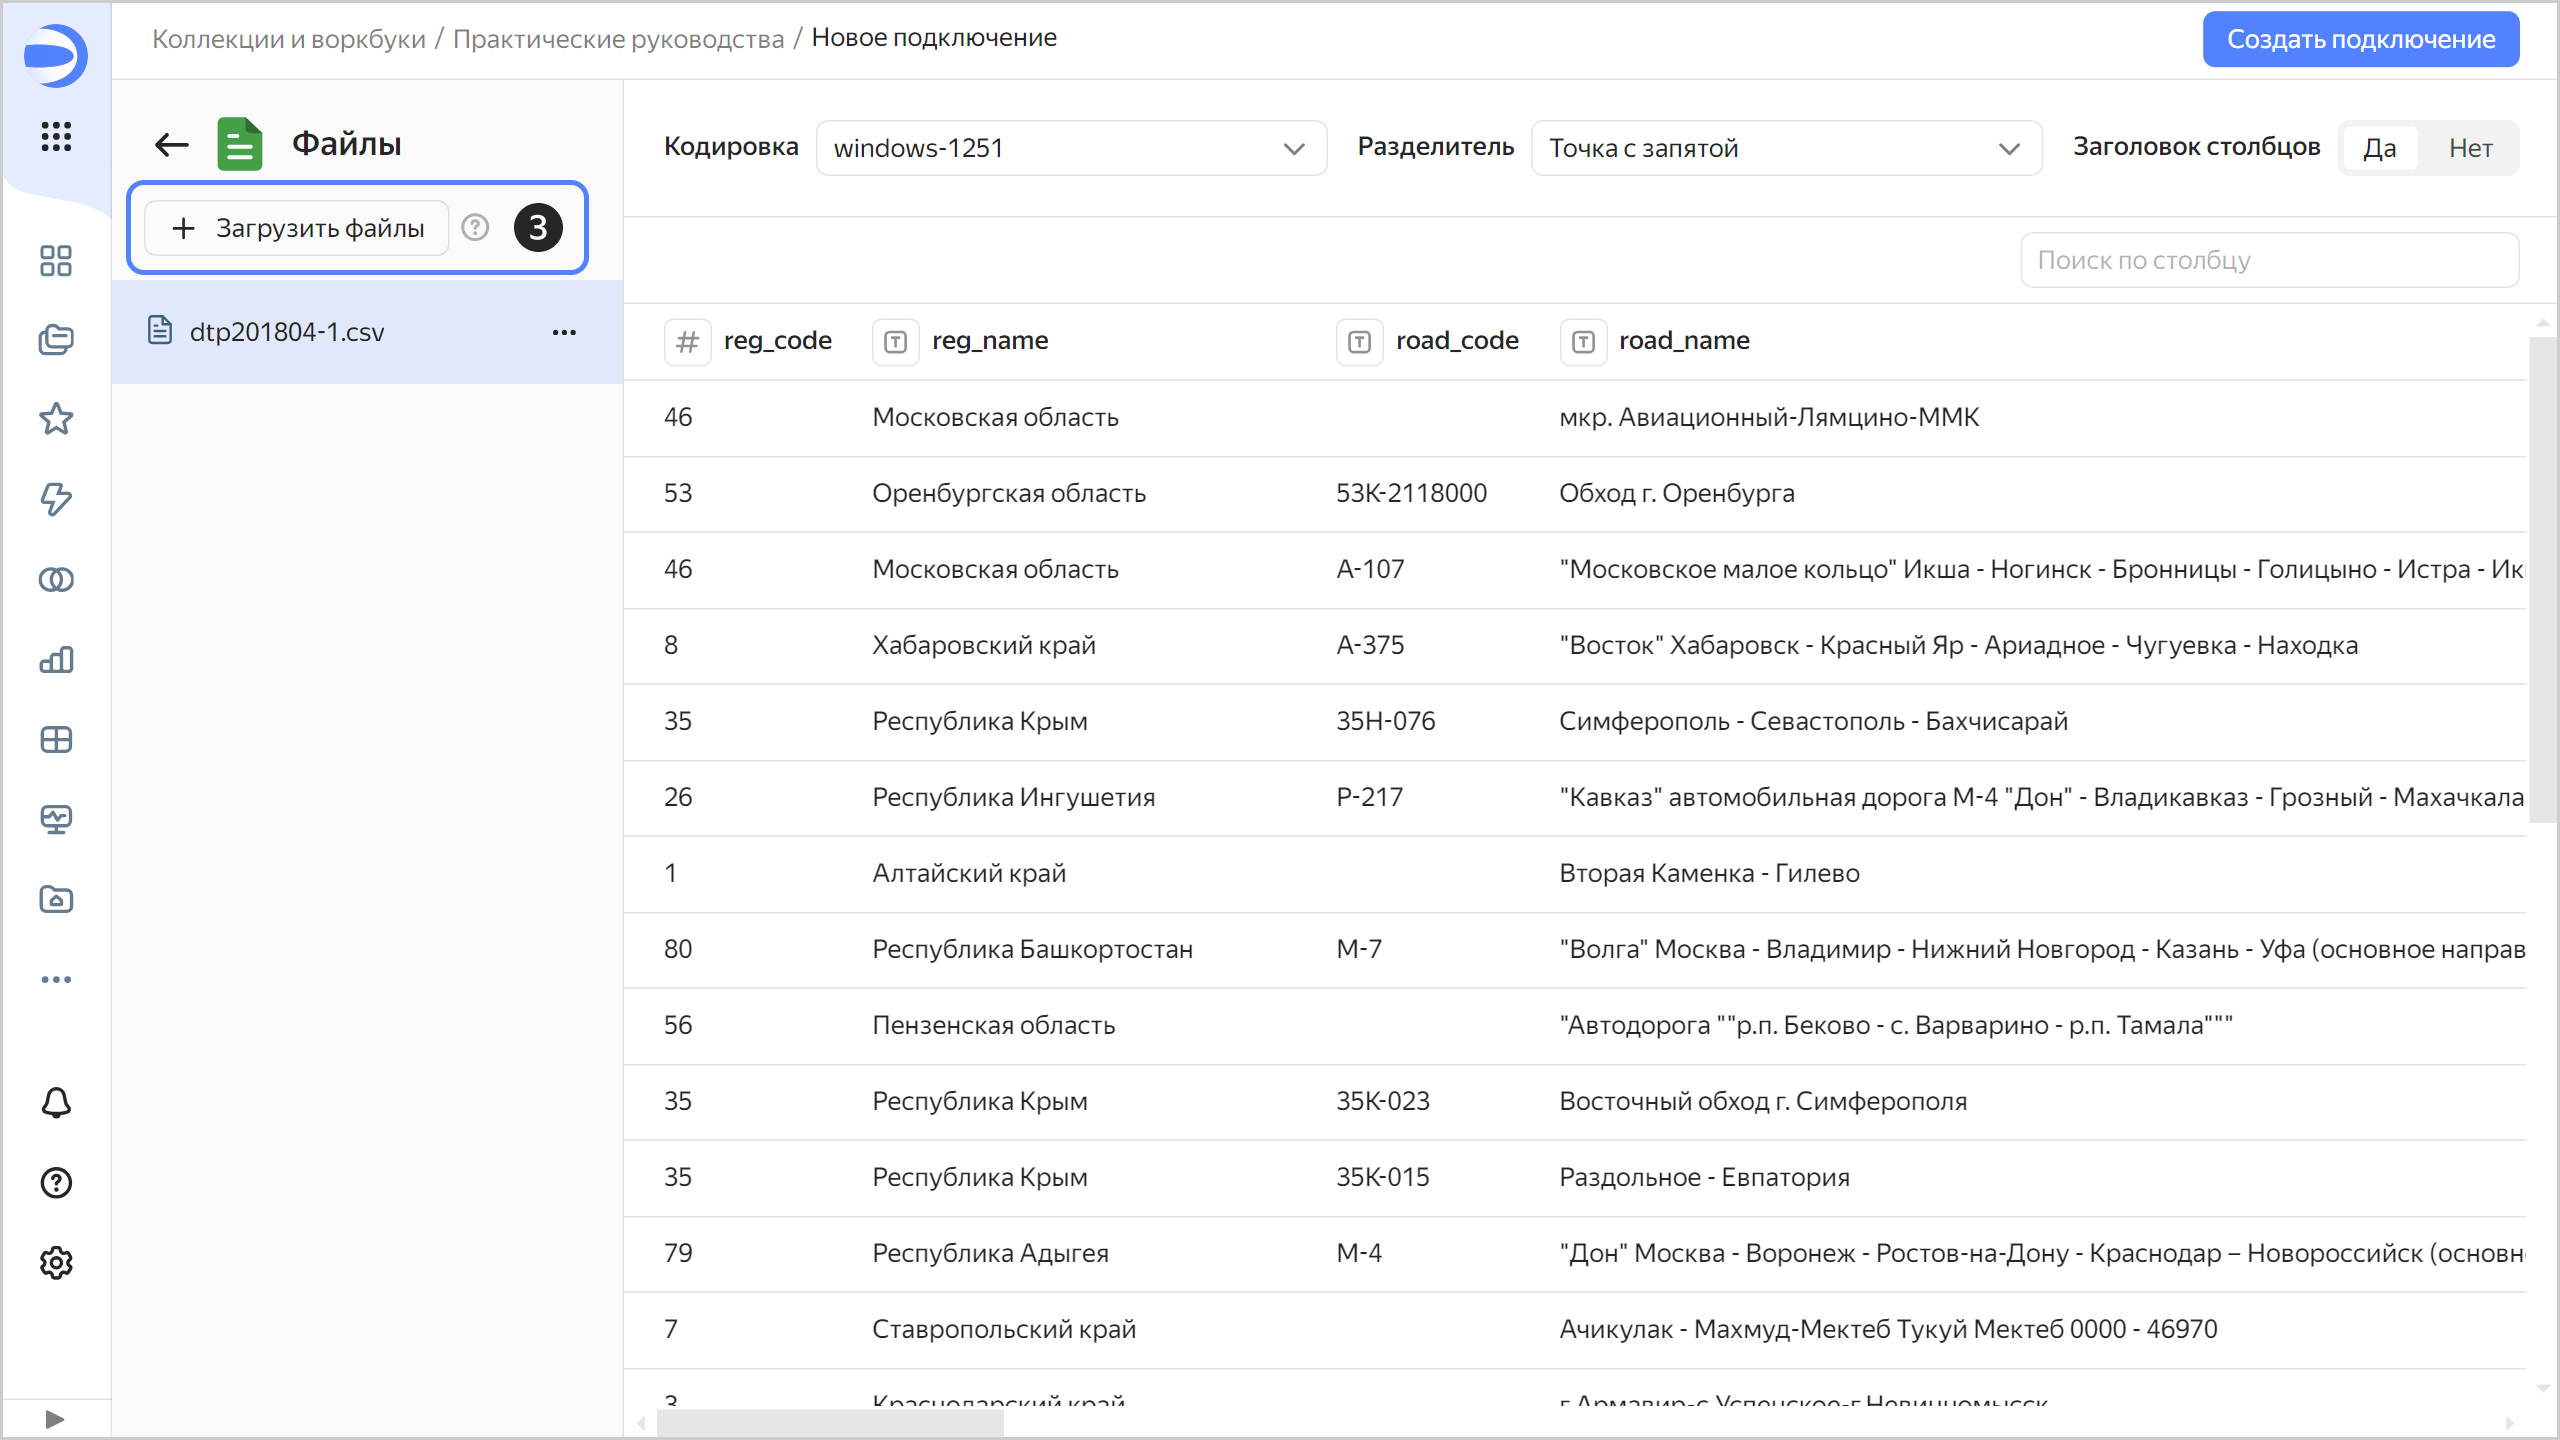 Коллекции и воркбуки / Практические руководства / Новое подключение
Создать подключение
Файлы
Кодировка windows-1251 Разделитель Точка с запятой Заголовок столбцов Да Нет
Загрузить файлы 3
Поиск по столбцу
dtp201804-1.csv
reg_code reg_name road_code road_name
46 Московская область мкр. Авиационный-Лямцино-ММК
53 Оренбургская область 53К-2118000 Обход г. Оренбурга
46 Московская область А-107 "Московское малое кольцо" Икша - Ногинск - Бронницы - Голицыно - Истра - Ик
8 Хабаровский край А-375 "Восток" Хабаровск - Красный Яр - Ариадное - Чугуевка - Находка
35 Республика Крым 35Н-076 Симферополь - Севастополь - Бахчисарай
26 Республика Ингушетия Р-217 "Кавказ" автомобильная дорога М-4 "Дон" - Владикавказ - Грозный - Махачкала
1 Алтайский край Вторая Каменка - Гилево
80 Республика Башкортостан М-7 "Волга" Москва - Владимир - Нижний Новгород - Казань - Уфа (основное направ
56 Пензенская область "Автодорога ""р.п. Беково - с. Варварино - р.п. Тамала"""
35 Республика Крым 35К-023 Восточный обход г. Симферополя
35 Республика Крым 35К-015 Раздольное - Евпатория
79 Республика Адыгея М-4 "Дон" Москва - Воронеж - Ростов-на-Дону - Краснодар – Новороссийск (основн
7 Ставропольский край Ачикулак - Махмуд-Мектеб Тукуй Мектеб 0000 - 46970
3 Краснодарский край г.Армавир-с.Успенское-г.Невинномысск